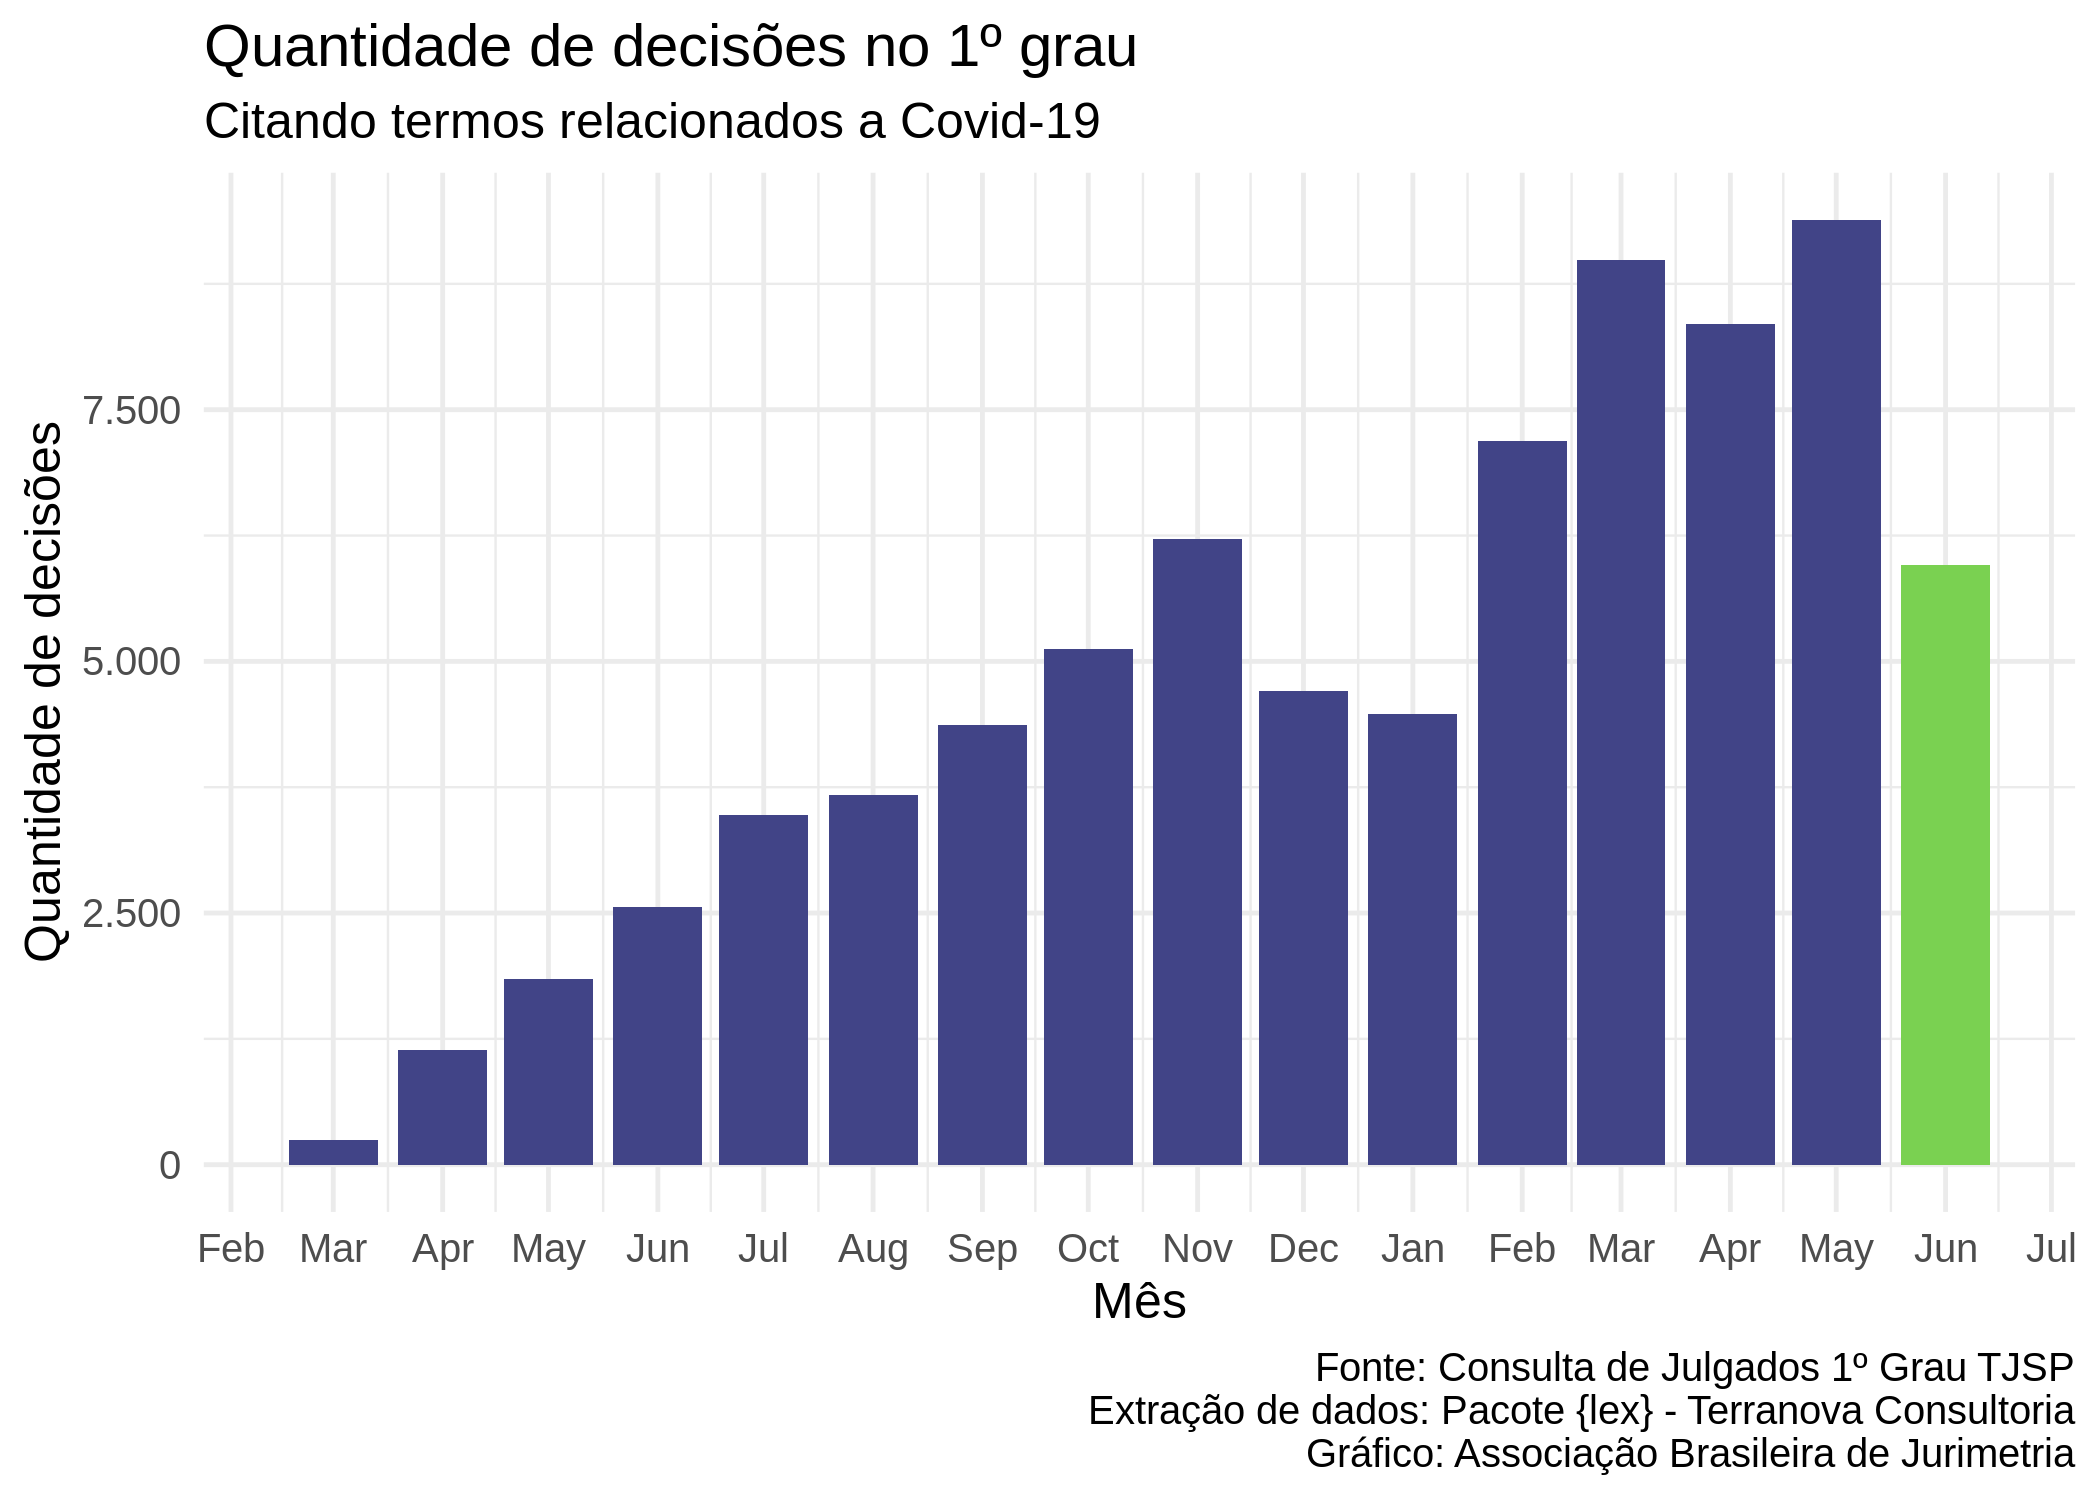 Quantidade de decisões no 1º grau
Citando termos relacionados a Covid-19
Quantidade de decisões
7.500
5.000
2.500
0
Feb Mar Apr May Jun Jul Aug Sep Oct Nov Dec Jan Feb Mar Apr May Jun Jul
Mês
Fonte: Consulta de Julgados 1º Grau TJSP
Extração de dados: Pacote {lex} - Terranova Consultoria
Gráfico: Associação Brasileira de Jurimetria